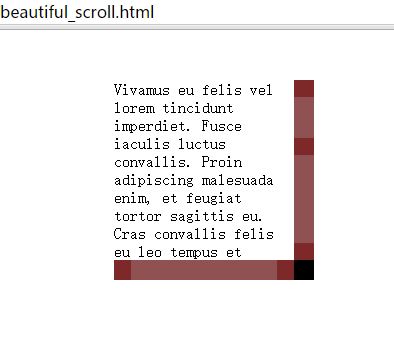 beautiful_scroll.html
Vivamus eu felis vel
lorem tincidunt
imperdiet. Fusce
iaculis luctus
convallis. Proin
adipiscing malesuada
enim, et feugiat
tortor sagittis eu.
Cras convallis felis
eu leo tempus et